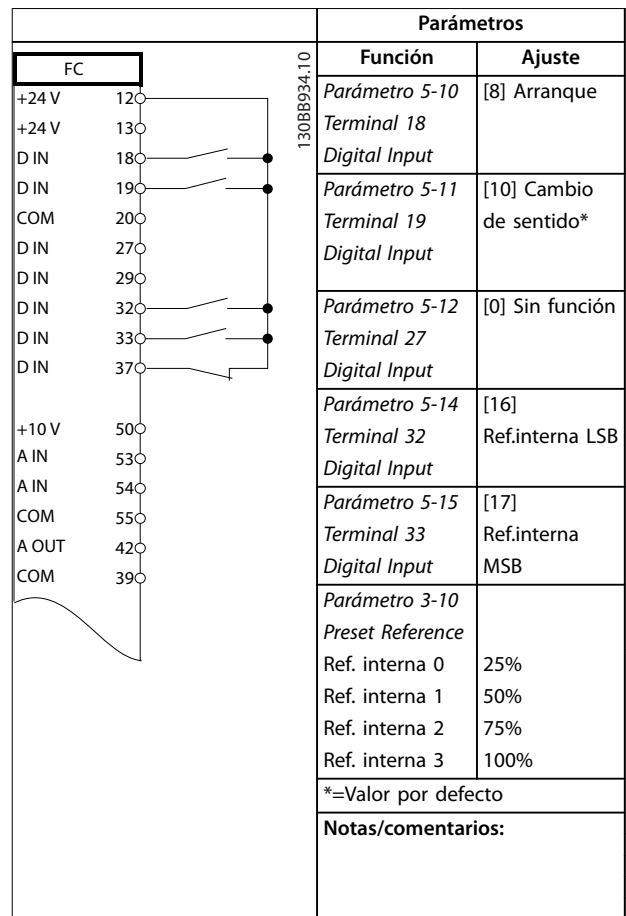 FC
+24 V 12
+24 V 13
D IN 18
D IN 19
COM 20
D IN 27
D IN 29
D IN 32
D IN 33
D IN 37
+10 V 50
A IN 53
A IN 54
COM 55
A OUT 42
COM 39
130BB934.10
Parámetros
Función Ajuste
Parámetro 5-10 [8] Arranque
Terminal 18
Digital Input
Parámetro 5-11 [10] Cambio
Terminal 19 de sentido*
Digital Input
Parámetro 5-12 [0] Sin función
Terminal 27
Digital Input
Parámetro 5-14 [16]
Terminal 32 Ref.interna LSB
Digital Input
Parámetro 5-15 [17]
Terminal 33 Ref.interna
Digital Input MSB
Parámetro 3-10
Preset Reference
Ref. interna 0 25%
Ref. interna 1 50%
Ref. interna 2 75%
Ref. interna 3 100%
*=Valor por defecto
Notas/comentarios: